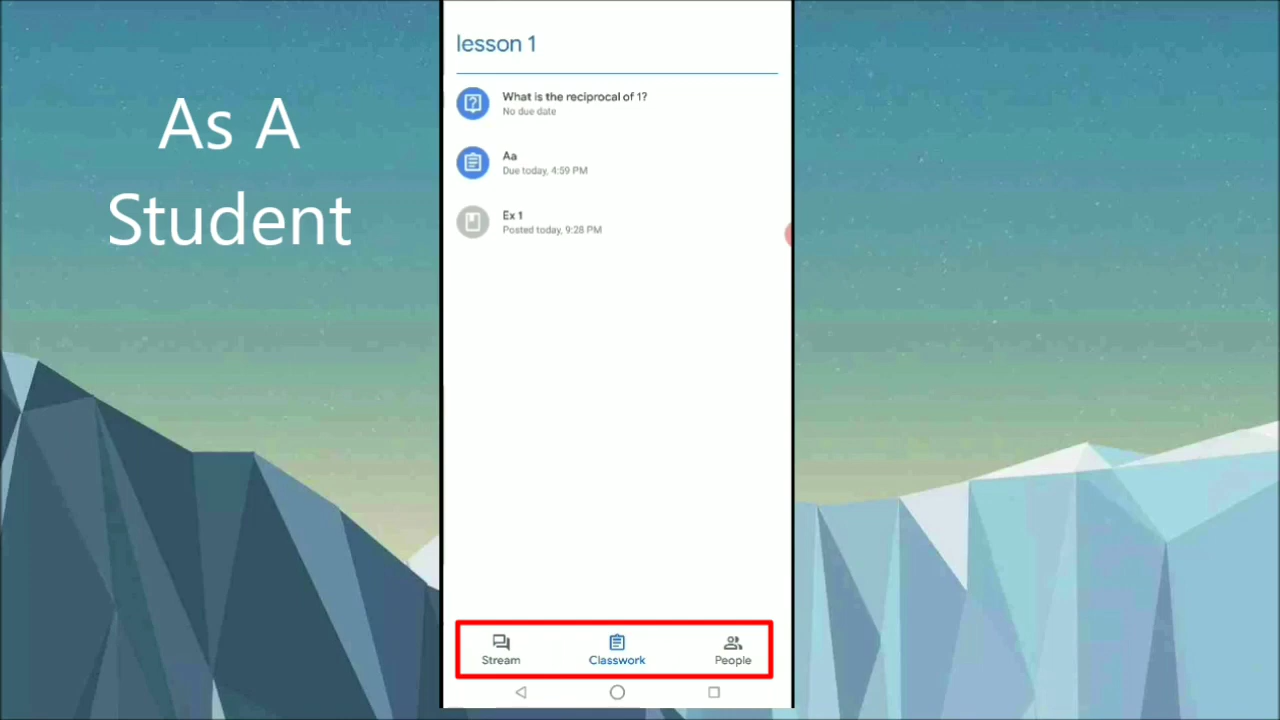 As A
Student
lesson 1
What is the reciprocal of 1?
No due date
Aa
Due today, 4:59 PM
Ex 1
Posted today, 9:28 PM
Stream
Classwork
People